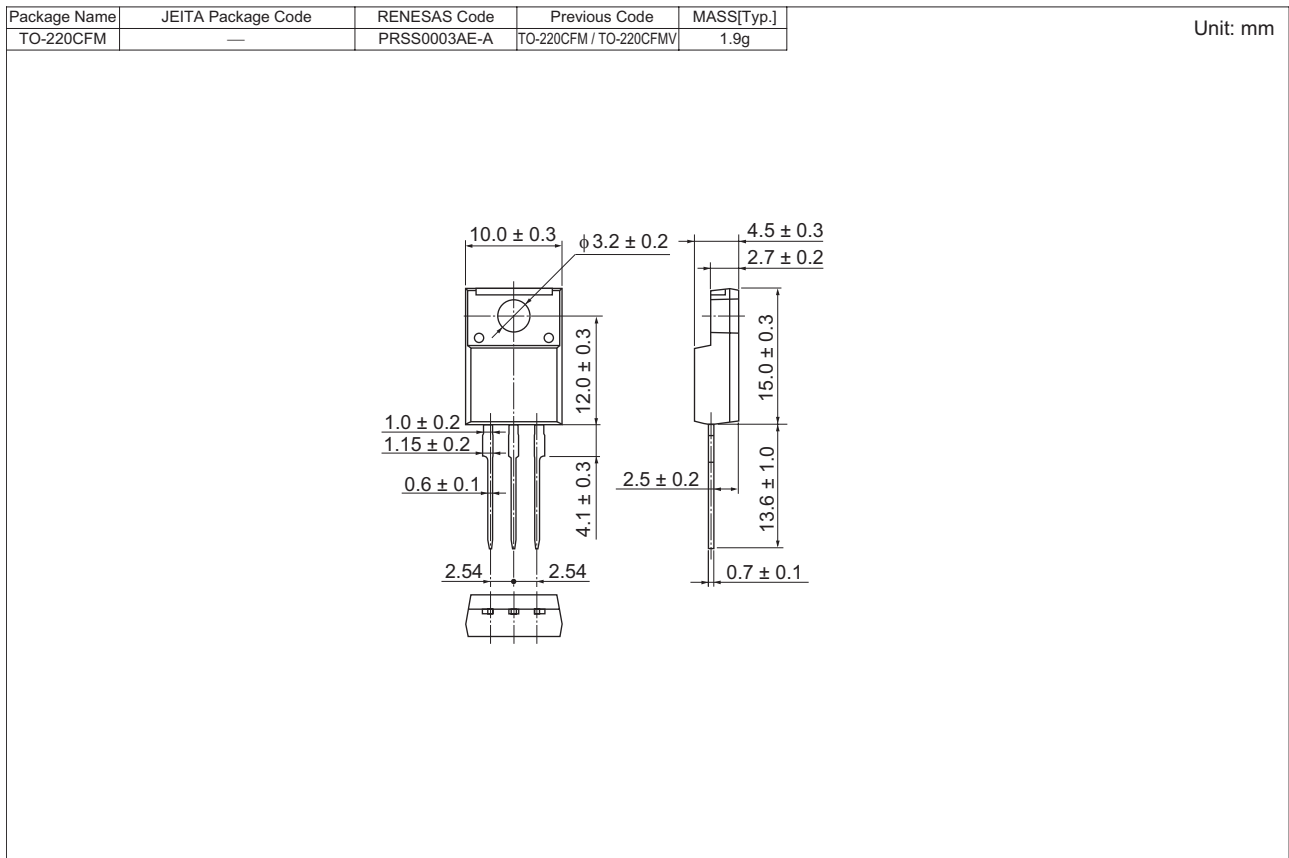 Package Name JEITA Package Code RENESAS Code Previous Code MASS[Typ.]
TO-220CFM — PRSS0003AE-A TO-220CFM / TO-220CFMV 1.9g
Unit: mm
10.0 ± 0.3
ϕ 3.2 ± 0.2
4.5 ± 0.3
2.7 ± 0.2
12.0 ± 0.3
15.0 ± 0.3
1.0 ± 0.2
1.15 ± 0.2
0.6 ± 0.1
4.1 ± 0.3
2.5 ± 0.2
13.6 ± 1.0
2.54
2.54
0.7 ± 0.1